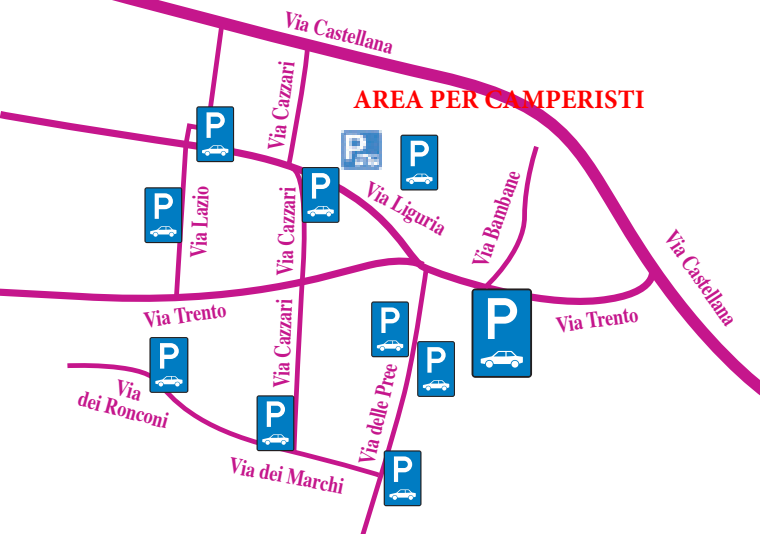 Via Castellana
Via Cazzari
AREA PER CAMPERISTI
P
P
P
P
P
Via Lazio
Via Cazzari
Via Liguria
Via Bambane
Via Castellana
Via Trento
Via Cazzari
P
P
Via Trento
P
P
Via
dei Ronconi
Via delle Pree
P
Via dei Marchi
P